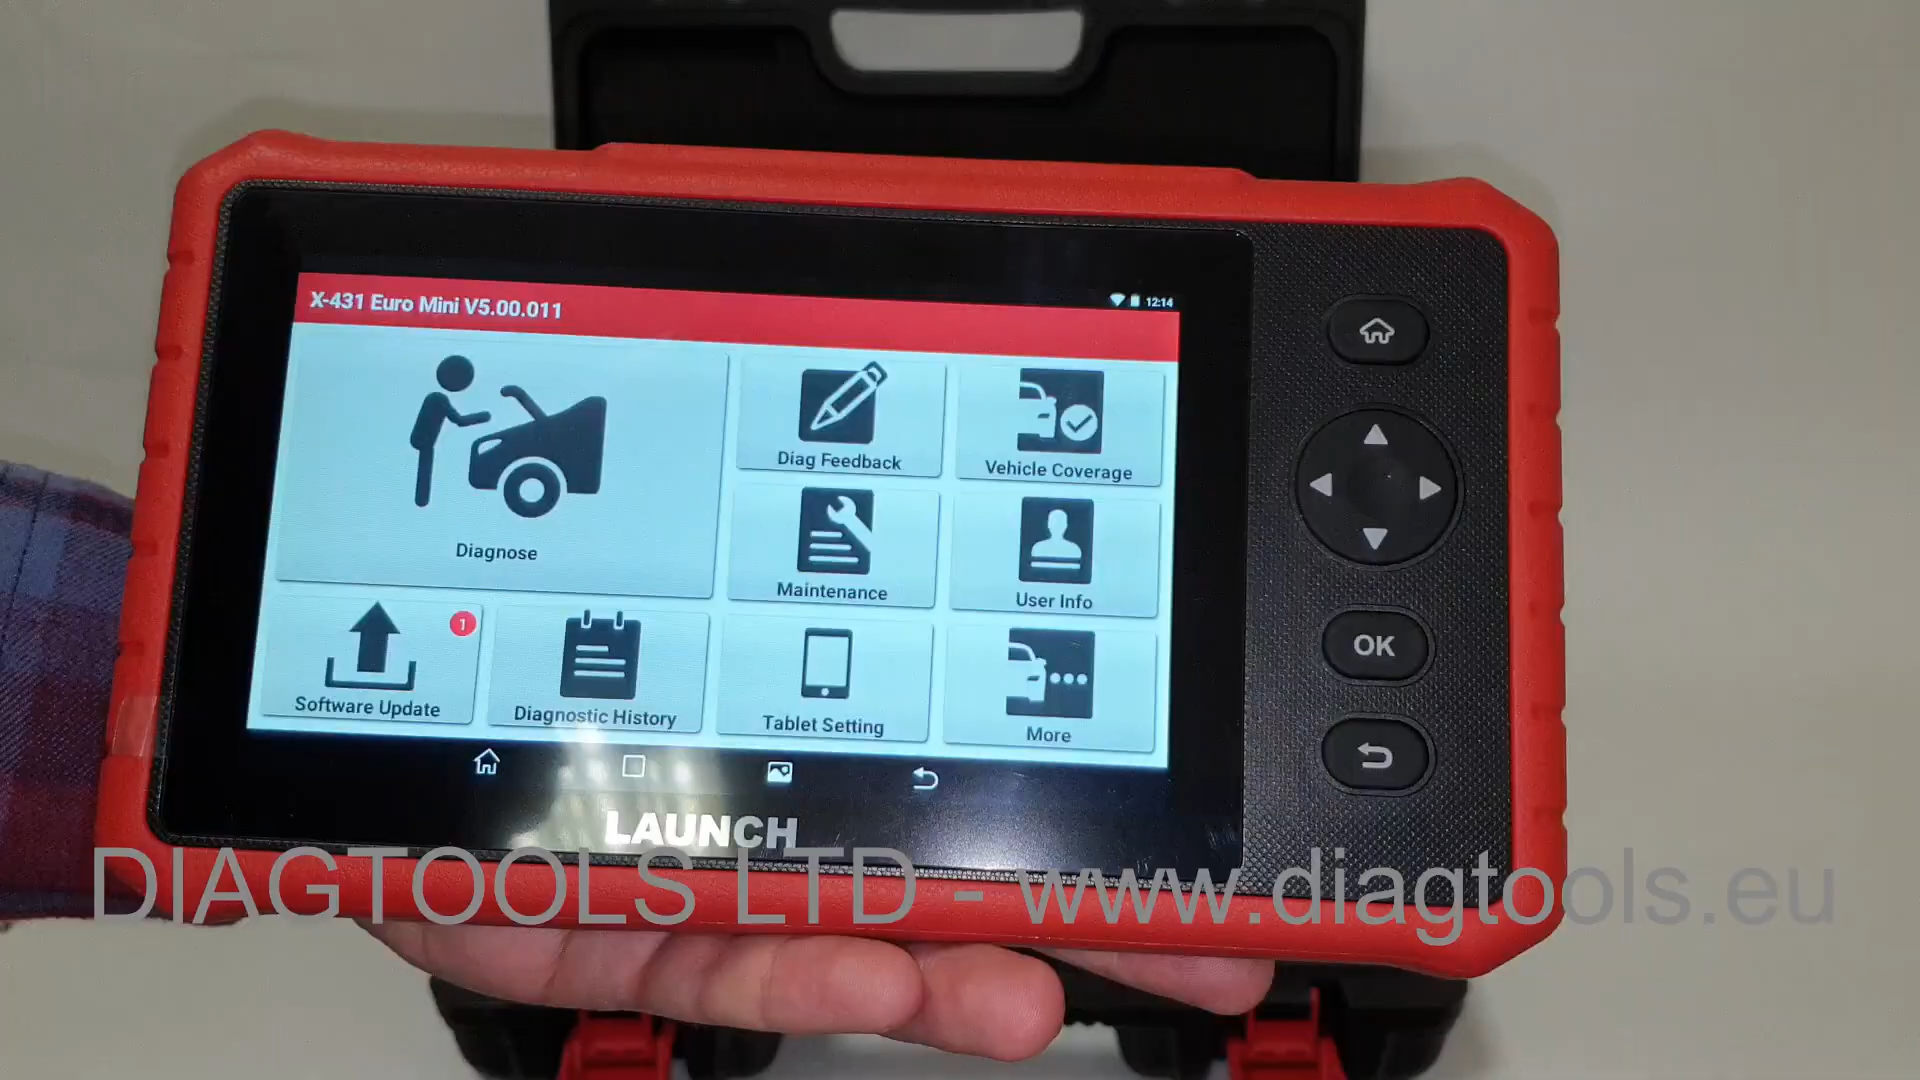 X-431 Euro Mini V5.00.011
12:14
Diagnose
Diag Feedback
Vehicle Coverage
Maintenance
User Info
1
Software Update
Diagnostic History
Tablet Setting
More
OK
LAUNCH
DIAGTOOLS LTD - www.diagtools.eu